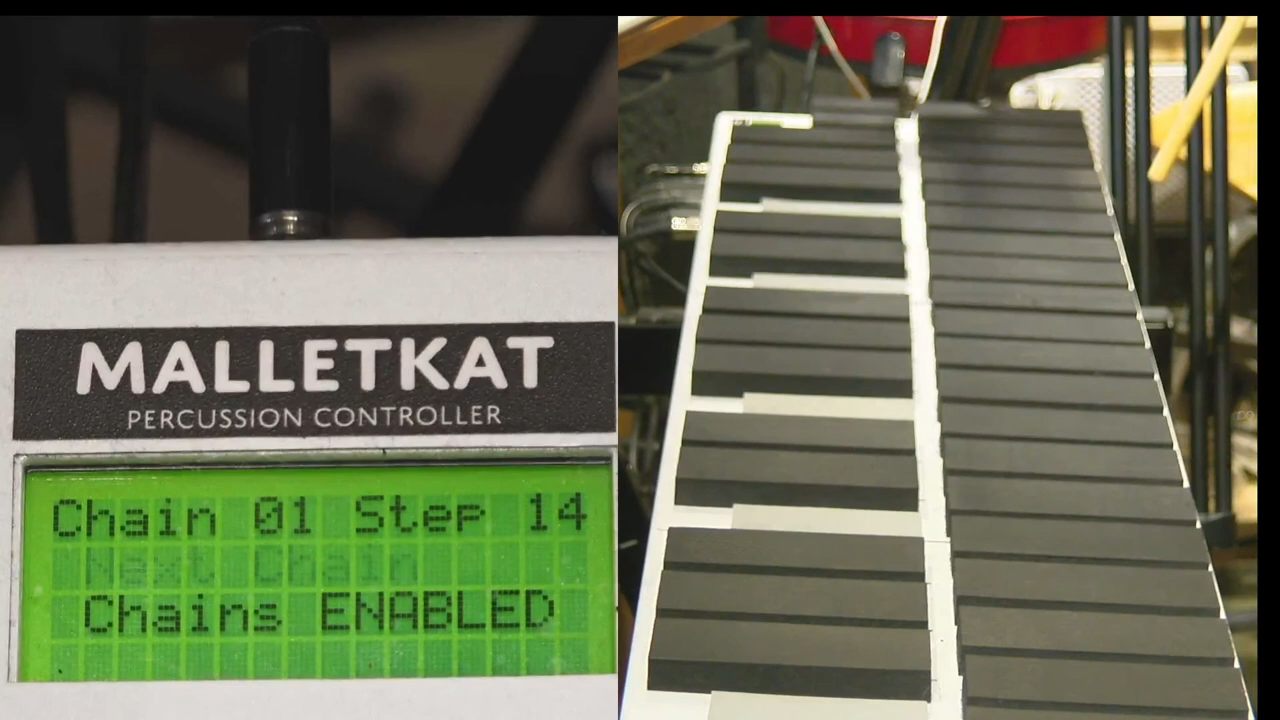 MALLETKAT
PERCUSSION CONTROLLER
Chain 01 Step 14
Next Chain
Chains ENABLED